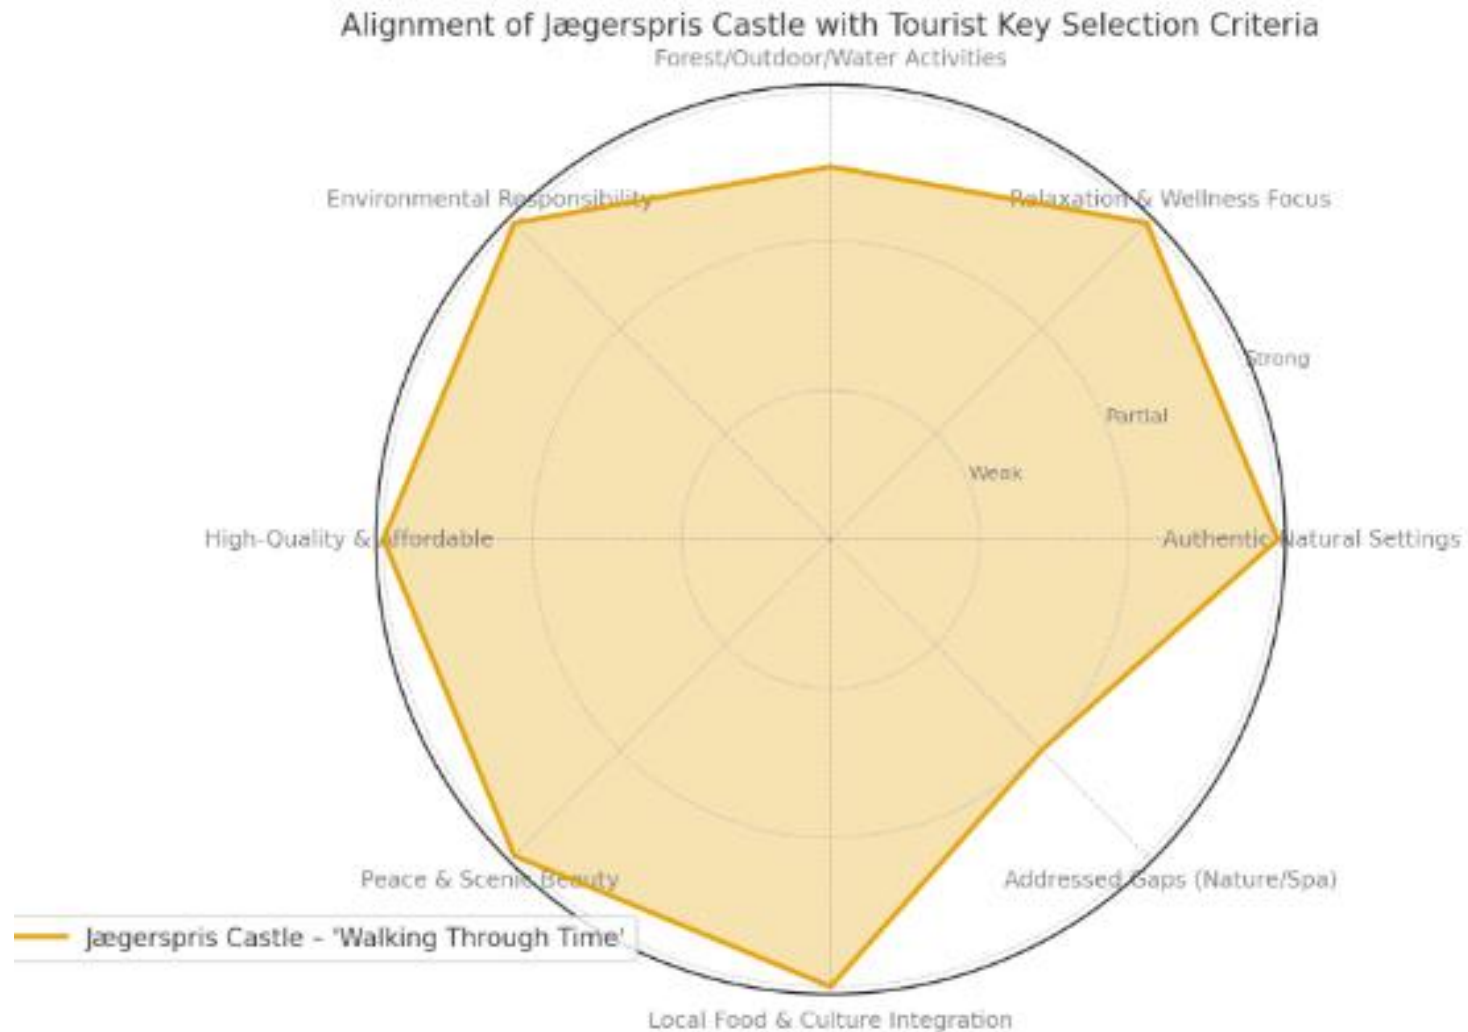 Alignment of Jægerspris Castle with Tourist Key Selection Criteria
Forest/Outdoor/Water Activities
Environmental Responsibility
Relaxation & Wellness Focus
Strong
Partial
Weak
High-Quality & Affordable
Authentic Natural Settings
Peace & Scenic Beauty
Addressed Gaps (Nature/Spa)
Jægerspris Castle – 'Walking Through Time'
Local Food & Culture Integration